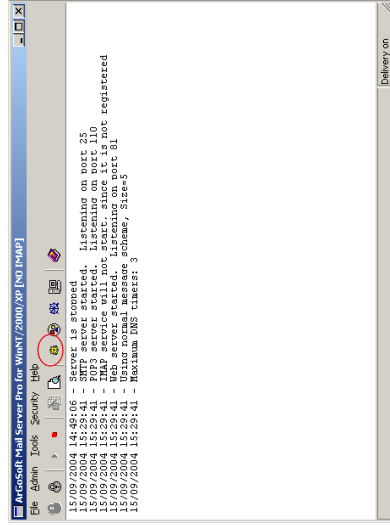 ArGoSoft Mail Server Pro for WinNT/2000/XP [NO IMAP]
File Admin Tools Security Help
15/09/2004 14:49:06 - Server is stopped
15/09/2004 15:29:41 - SMTP server started.  Listening on port 25
15/09/2004 15:29:41 - POP3 server started.  Listening on port 110
15/09/2004 15:29:41 - IMAP service will not start, since it is not registered
15/09/2004 15:29:41 - Web server started.  Listening on port 81
15/09/2004 15:29:41 - Using normal message scheme, Size=5
15/09/2004 15:29:41 - Maximum DNS timers: 3
Delivery on